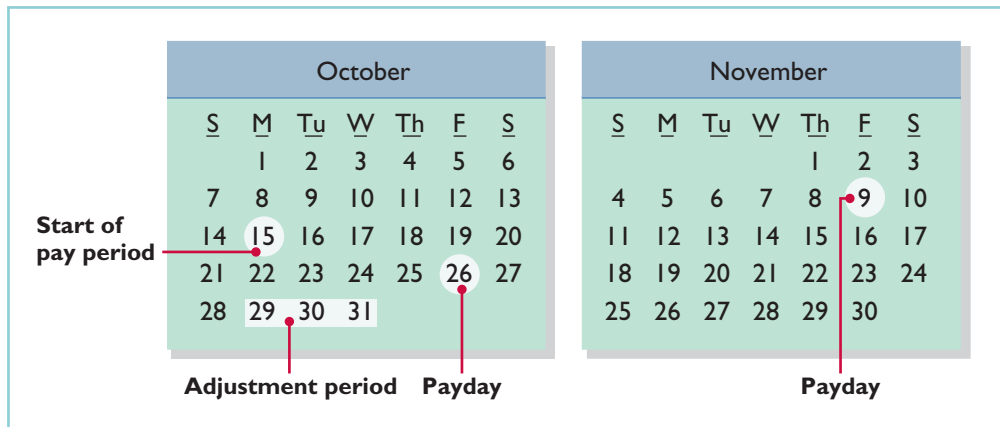 October
S M Tu W Th F S
1 2 3 4 5 6
7 8 9 10 11 12 13
14 15 16 17 18 19 20
21 22 23 24 25 26 27
28 29 30 31
Start of
pay period
Adjustment period
Payday
November
S M Tu W Th F S
1 2 3
4 5 6 7 8 9 10
11 12 13 14 15 16 17
18 19 20 21 22 23 24
25 26 27 28 29 30
Payday